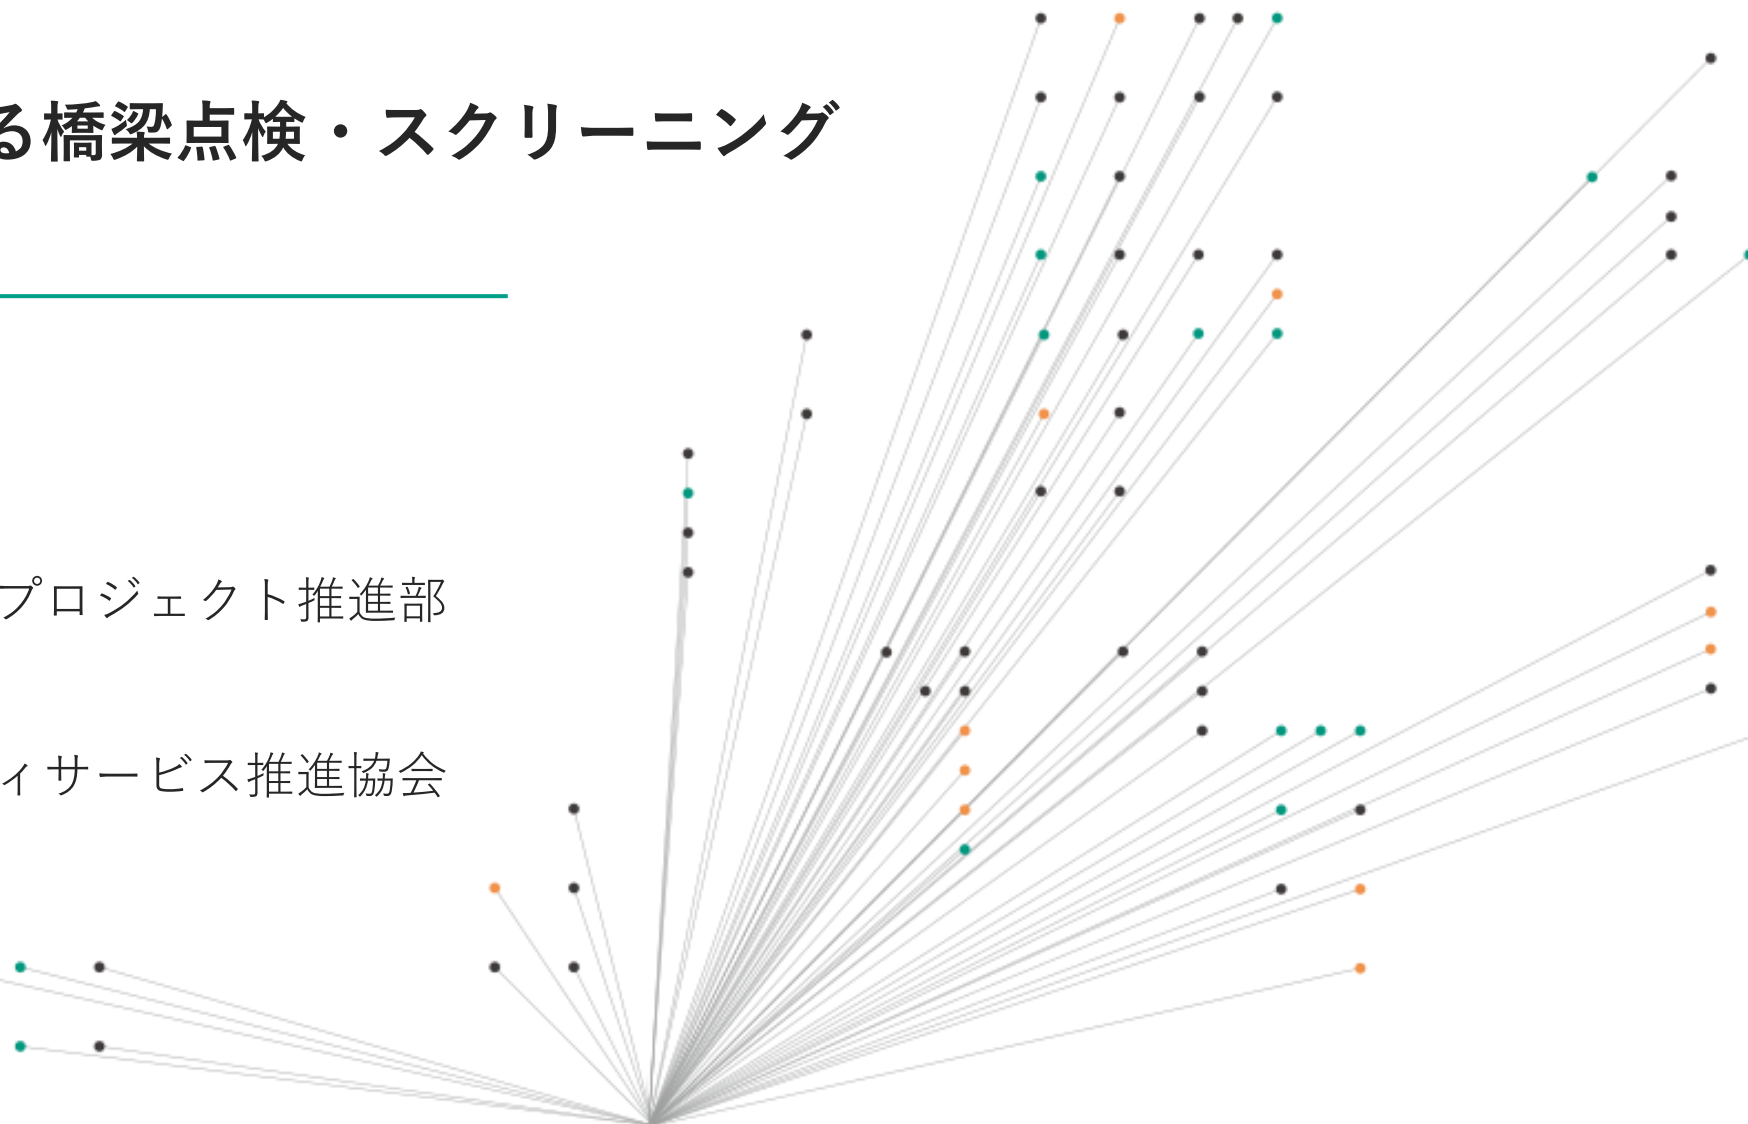 る橋梁点検・スクリーニング
プロジェクト推進部
ィサービス推進協会